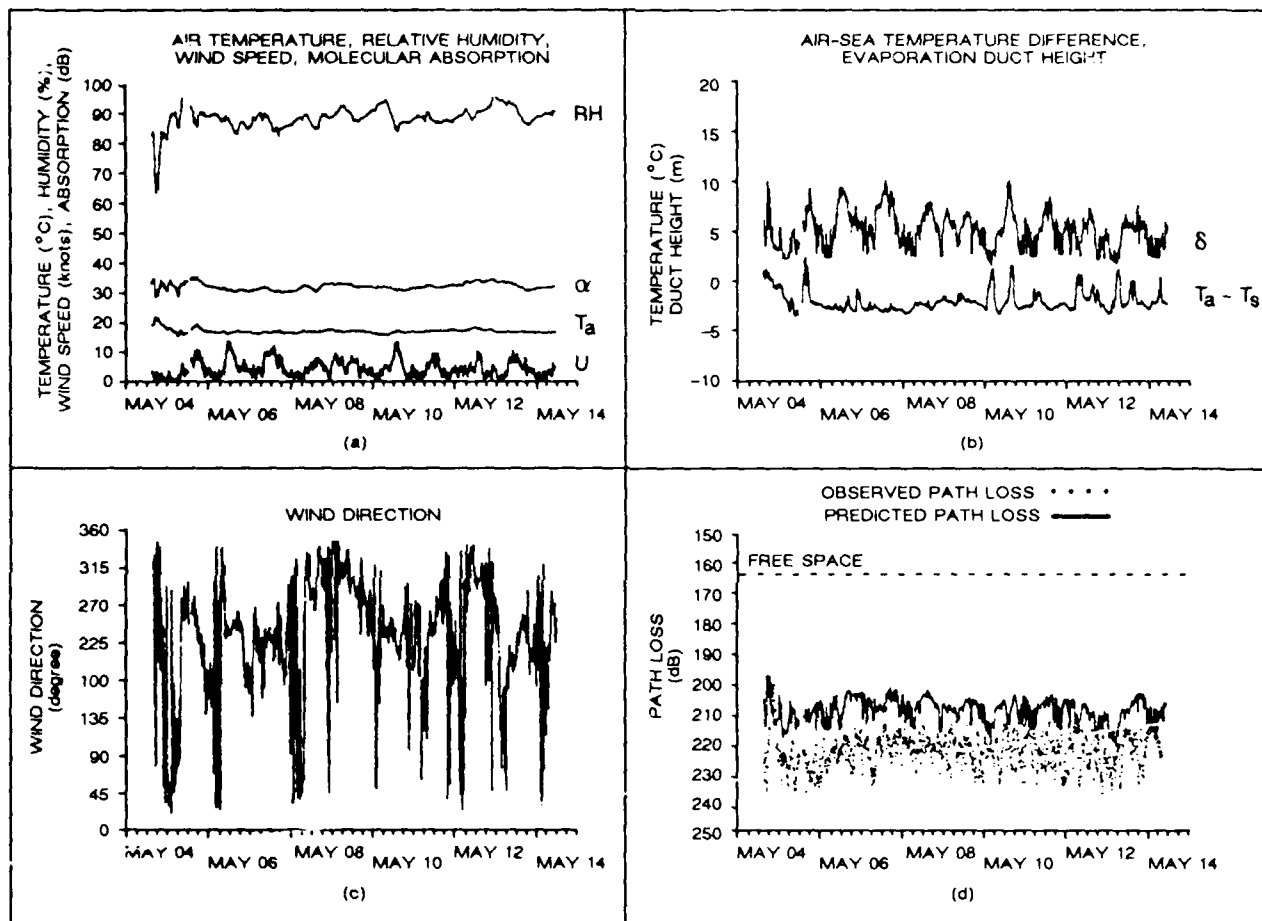 AIR TEMPERATURE, RELATIVE HUMIDITY,
WIND SPEED, MOLECULAR ABSORPTION
TEMPERATURE (°C), HUMIDITY (%),
WIND SPEED (knots), ABSORPTION (dB)
100
90
80
70
60
50
40
30
20
10
0
RH
α
Ta
U
MAY 04
MAY 06
MAY 08
MAY 10
MAY 12
MAY 14
(a)
AIR-SEA TEMPERATURE DIFFERENCE,
EVAPORATION DUCT HEIGHT
TEMPERATURE (°C)
DUCT HEIGHT (m)
20
15
10
5
0
-5
-10
δ
Ta - Ts
MAY 04
MAY 06
MAY 08
MAY 10
MAY 12
MAY 14
(b)
WIND DIRECTION
WIND DIRECTION
(degree)
360
315
270
225
100
135
90
45
0
MAY 04
MAY 06
MAY 08
MAY 10
MAY 12
MAY 14
(c)
OBSERVED PATH LOSS
PREDICTED PATH LOSS
FREE SPACE
PATH LOSS
(dB)
150
160
170
180
190
200
210
220
230
250
250
MAY 04
MAY 06
MAY 08
MAY 10
MAY 12
MAY 14
(d)